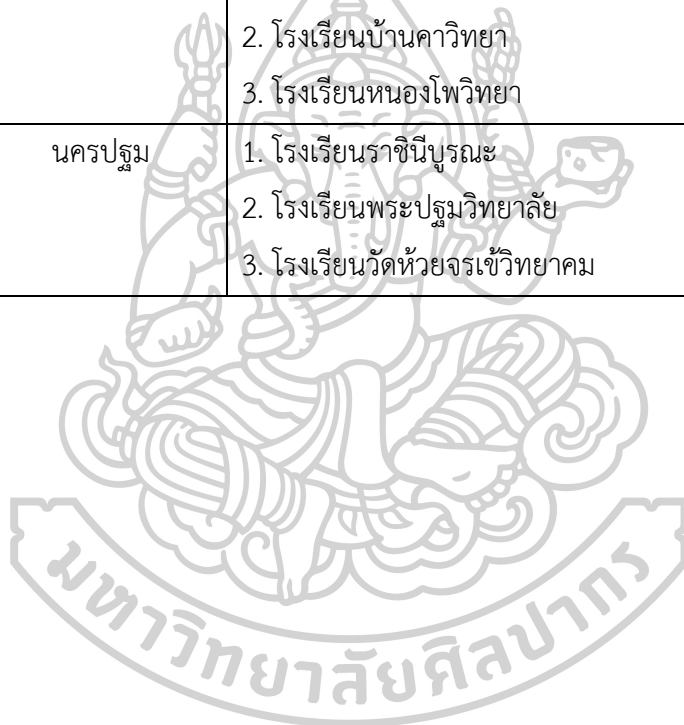 2. โรงเรียนบ้านคาวิทยา
3. โรงเรียนหนองโพวิทยา
นครปฐม
1. โรงเรียนราชินีบูรณะ
2. โรงเรียนพระปฐมวิทยาลัย
3. โรงเรียนวัดห้วยจรเข้วิทยาคม
มหาวิทยาลัยศิลปากร